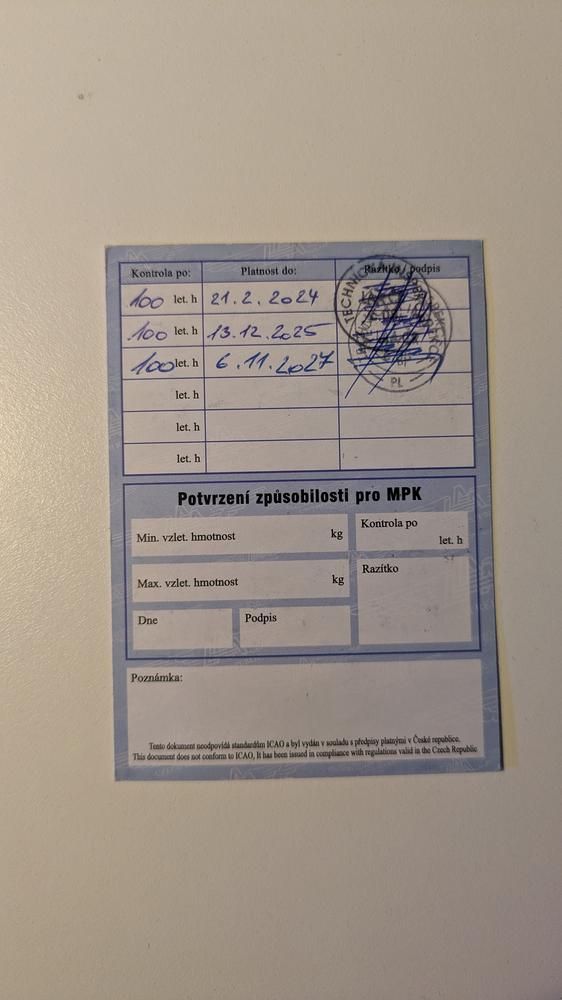 Kontrola po: Platnost do: Razítko / podpis
100 let. h 21.2.2024
100 let. h 13.12.2025
100 let. h 6.11.2027
let. h
let. h
let. h
TECHNICK
PL
Potvrzení způsobilosti pro MPK
Min. vzlet. hmotnost kg
Kontrola po
let. h
Max. vzlet. hmotnost kg
Razítko
Dne Podpis
Poznámka:
Tento dokument neodpovídá standardům ICAO a byl vydán v souladu s předpisy platnými v České republice.
This document does not conform to ICAO, It has been issued in compliance with regulations valid in the Czech Republic